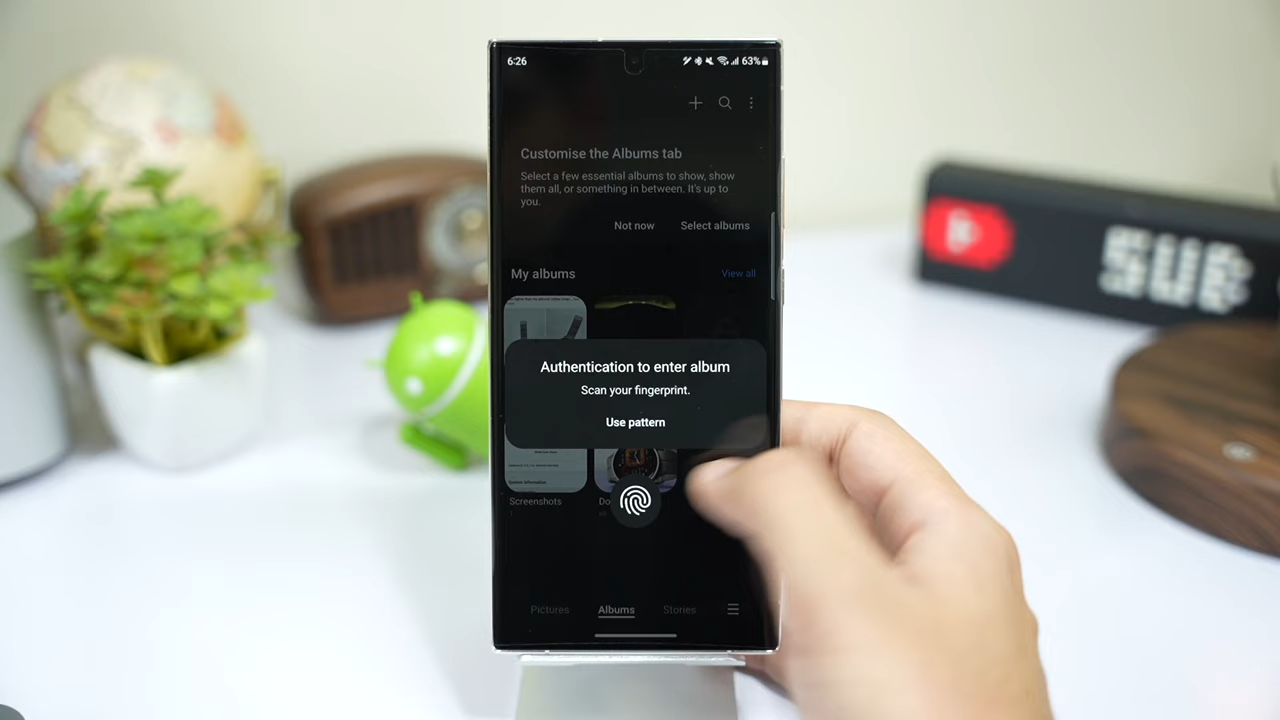 6:26
63%
Customise the Albums tab
Select a few essential albums to show, show
them all, or something in between. It's up to
you.
Not now
Select albums
My albums
View all
Authentication to enter album
Scan your fingerprint.
Use pattern
Screenshots
Do
Pictures
Albums
Stories